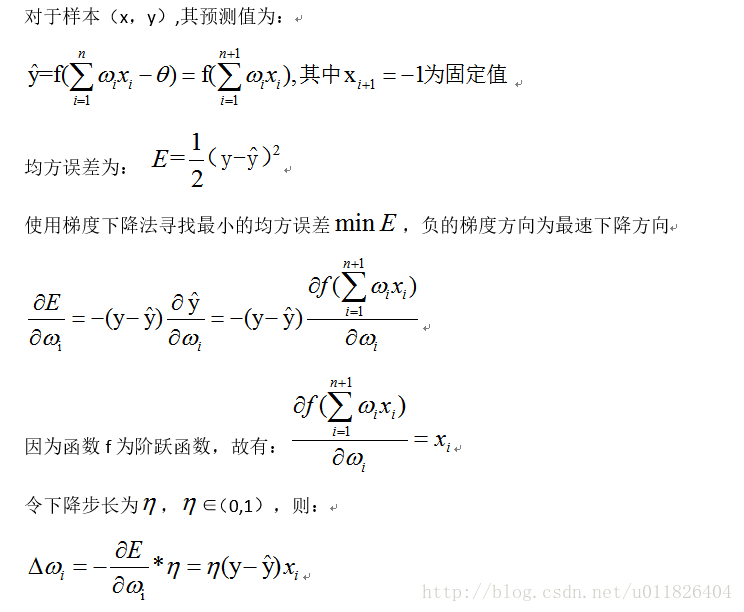 对于样本（x，y）,其预测值为：
ŷ=f(∑_{i=1}^{n} ω_i x_i − θ) = f(∑_{i=1}^{n+1} ω_i x_i),其中x_{i+1} = −1为固定值
均方误差为： E=1/2（y−ŷ）²
使用梯度下降法寻找最小的均方误差 min E ，负的梯度方向为最速下降方向
∂E/∂ω_i = −(y−ŷ) ∂ŷ/∂ω_i = −(y−ŷ) ∂f(∑_{i=1}^{n+1} ω_i x_i)/∂ω_i
因为函数 f 为阶跃函数，故有： ∂f(∑_{i=1}^{n+1} ω_i x_i)/∂ω_i = x_i
令下降步长为 η ，η ∈（0,1），则：
Δω_i = −∂E/∂ω_i * η = η(y−ŷ)x_i
http://blog.csdn.net/u011826404